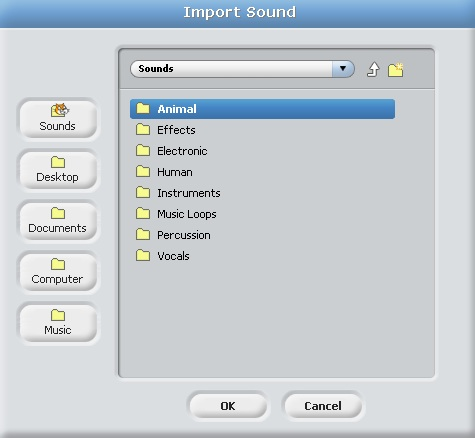 Import Sound
Sounds
Sounds
Desktop
Documents
Computer
Music
Animal
Effects
Electronic
Human
Instruments
Music Loops
Percussion
Vocals
OK
Cancel